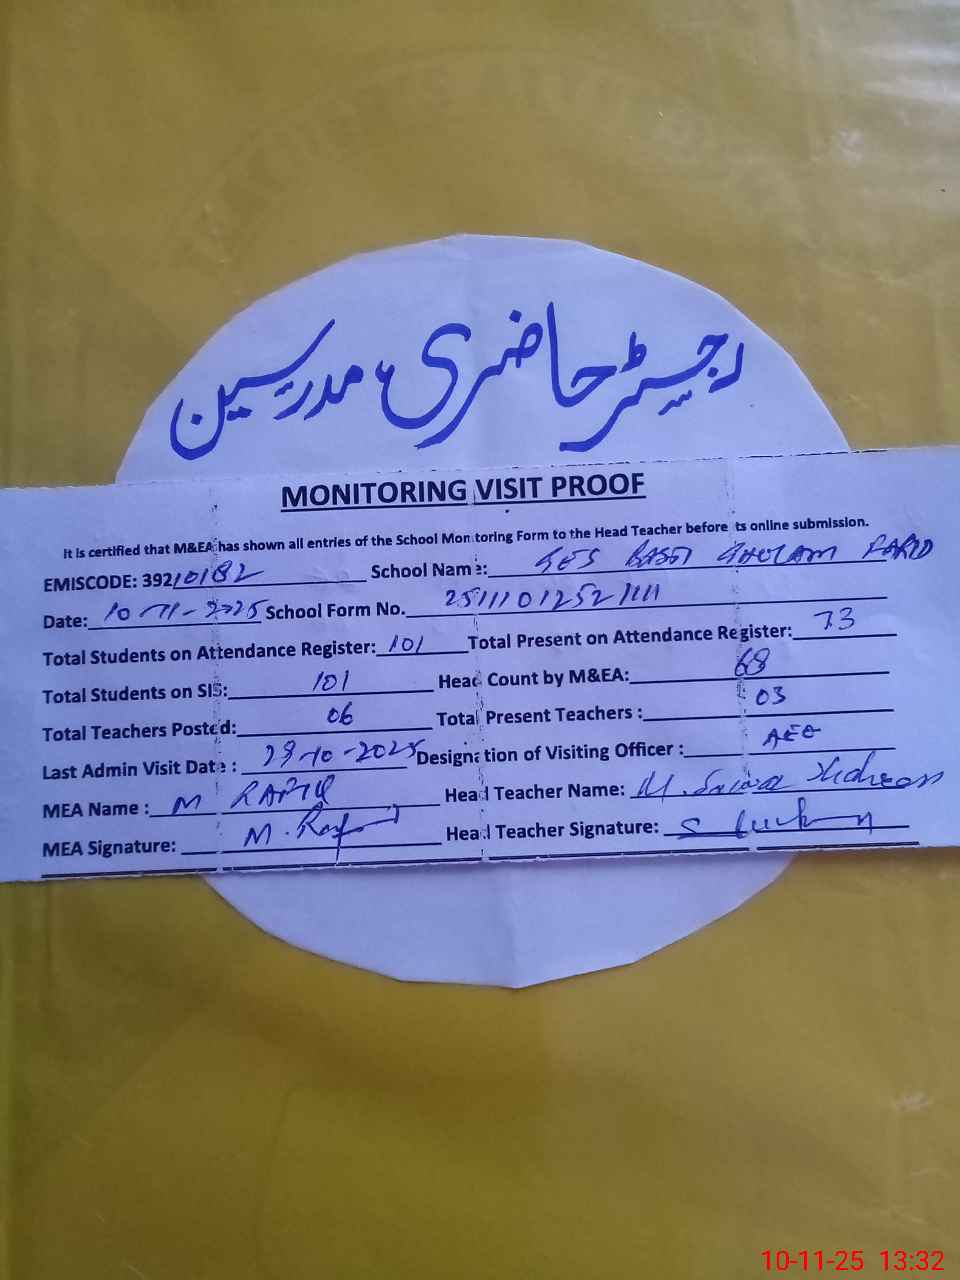 رجسٹر حاضری مدرسین
MONITORING VISIT PROOF
It is certified that M&EA has shown all entries of the School Monitoring Form to the Head Teacher before its online submission.
EMISCODE: 39210182 School Name: GES BASTI GHULAM FARID
Date: 10-11-2025 School Form No. 
Total Students on Attendance Register: 101 Total Present on Attendance Register: 73
Total Students on SIS: 101 Head Count by M&EA: 68
Total Teachers Posted: 06 Total Present Teachers : 03
Last Admin Visit Date : -10-2025 Designation of Visiting Officer : AEO
MEA Name : M RAFIQ Head Teacher Name: M.
MEA Signature: M. Head Teacher Signature:
10-11-25 13:32